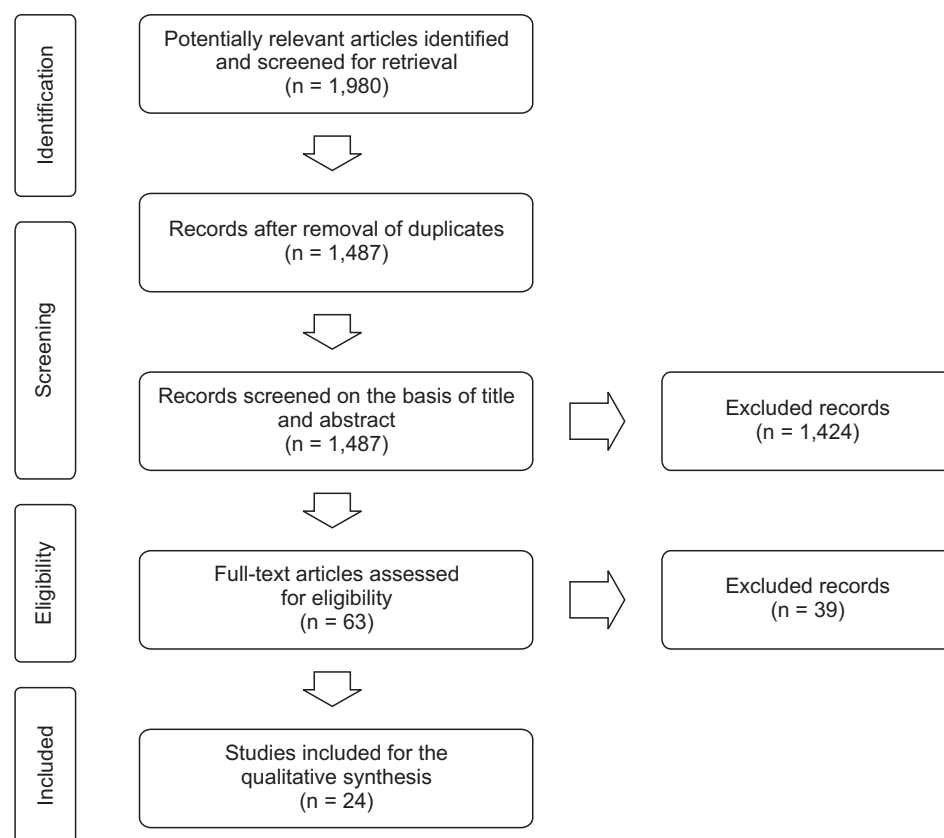 Identification
Potentially relevant articles identified
and screened for retrieval
(n = 1,980)
Screening
Records after removal of duplicates
(n = 1,487)
Records screened on the basis of title
and abstract
(n = 1,487)
Excluded records
(n = 1,424)
Eligibility
Full-text articles assessed
for eligibility
(n = 63)
Excluded records
(n = 39)
Included
Studies included for the
qualitative synthesis
(n = 24)